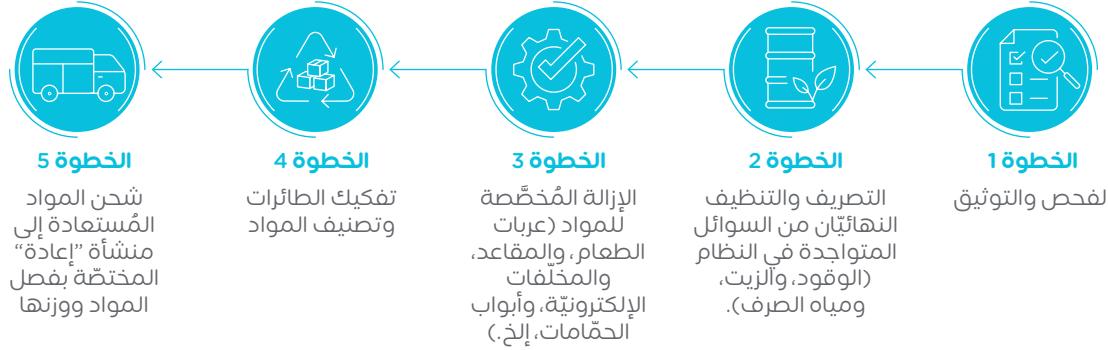 الخطوة 1
لفحص والتوثيق
الخطوة 2
التصريف والتنظيف
النهائيّان من السوائل
المتواجدة في النظام
(الوقود، والزيت،
ومياه الصرف).
الخطوة 3
الإزالة المُخصَّصة
للمواد (عربات
الطعام، والمقاعد،
والمخلّفات
الإلكترونيّة، وأبواب
الحمّامات، إلخ.)
الخطوة 4
تفكيك الطائرات
وتصنيف المواد
الخطوة 5
شحن المواد
المُستعادة إلى
منشأة ”إعادة“
المختصّة بفصل
المواد ووزنها